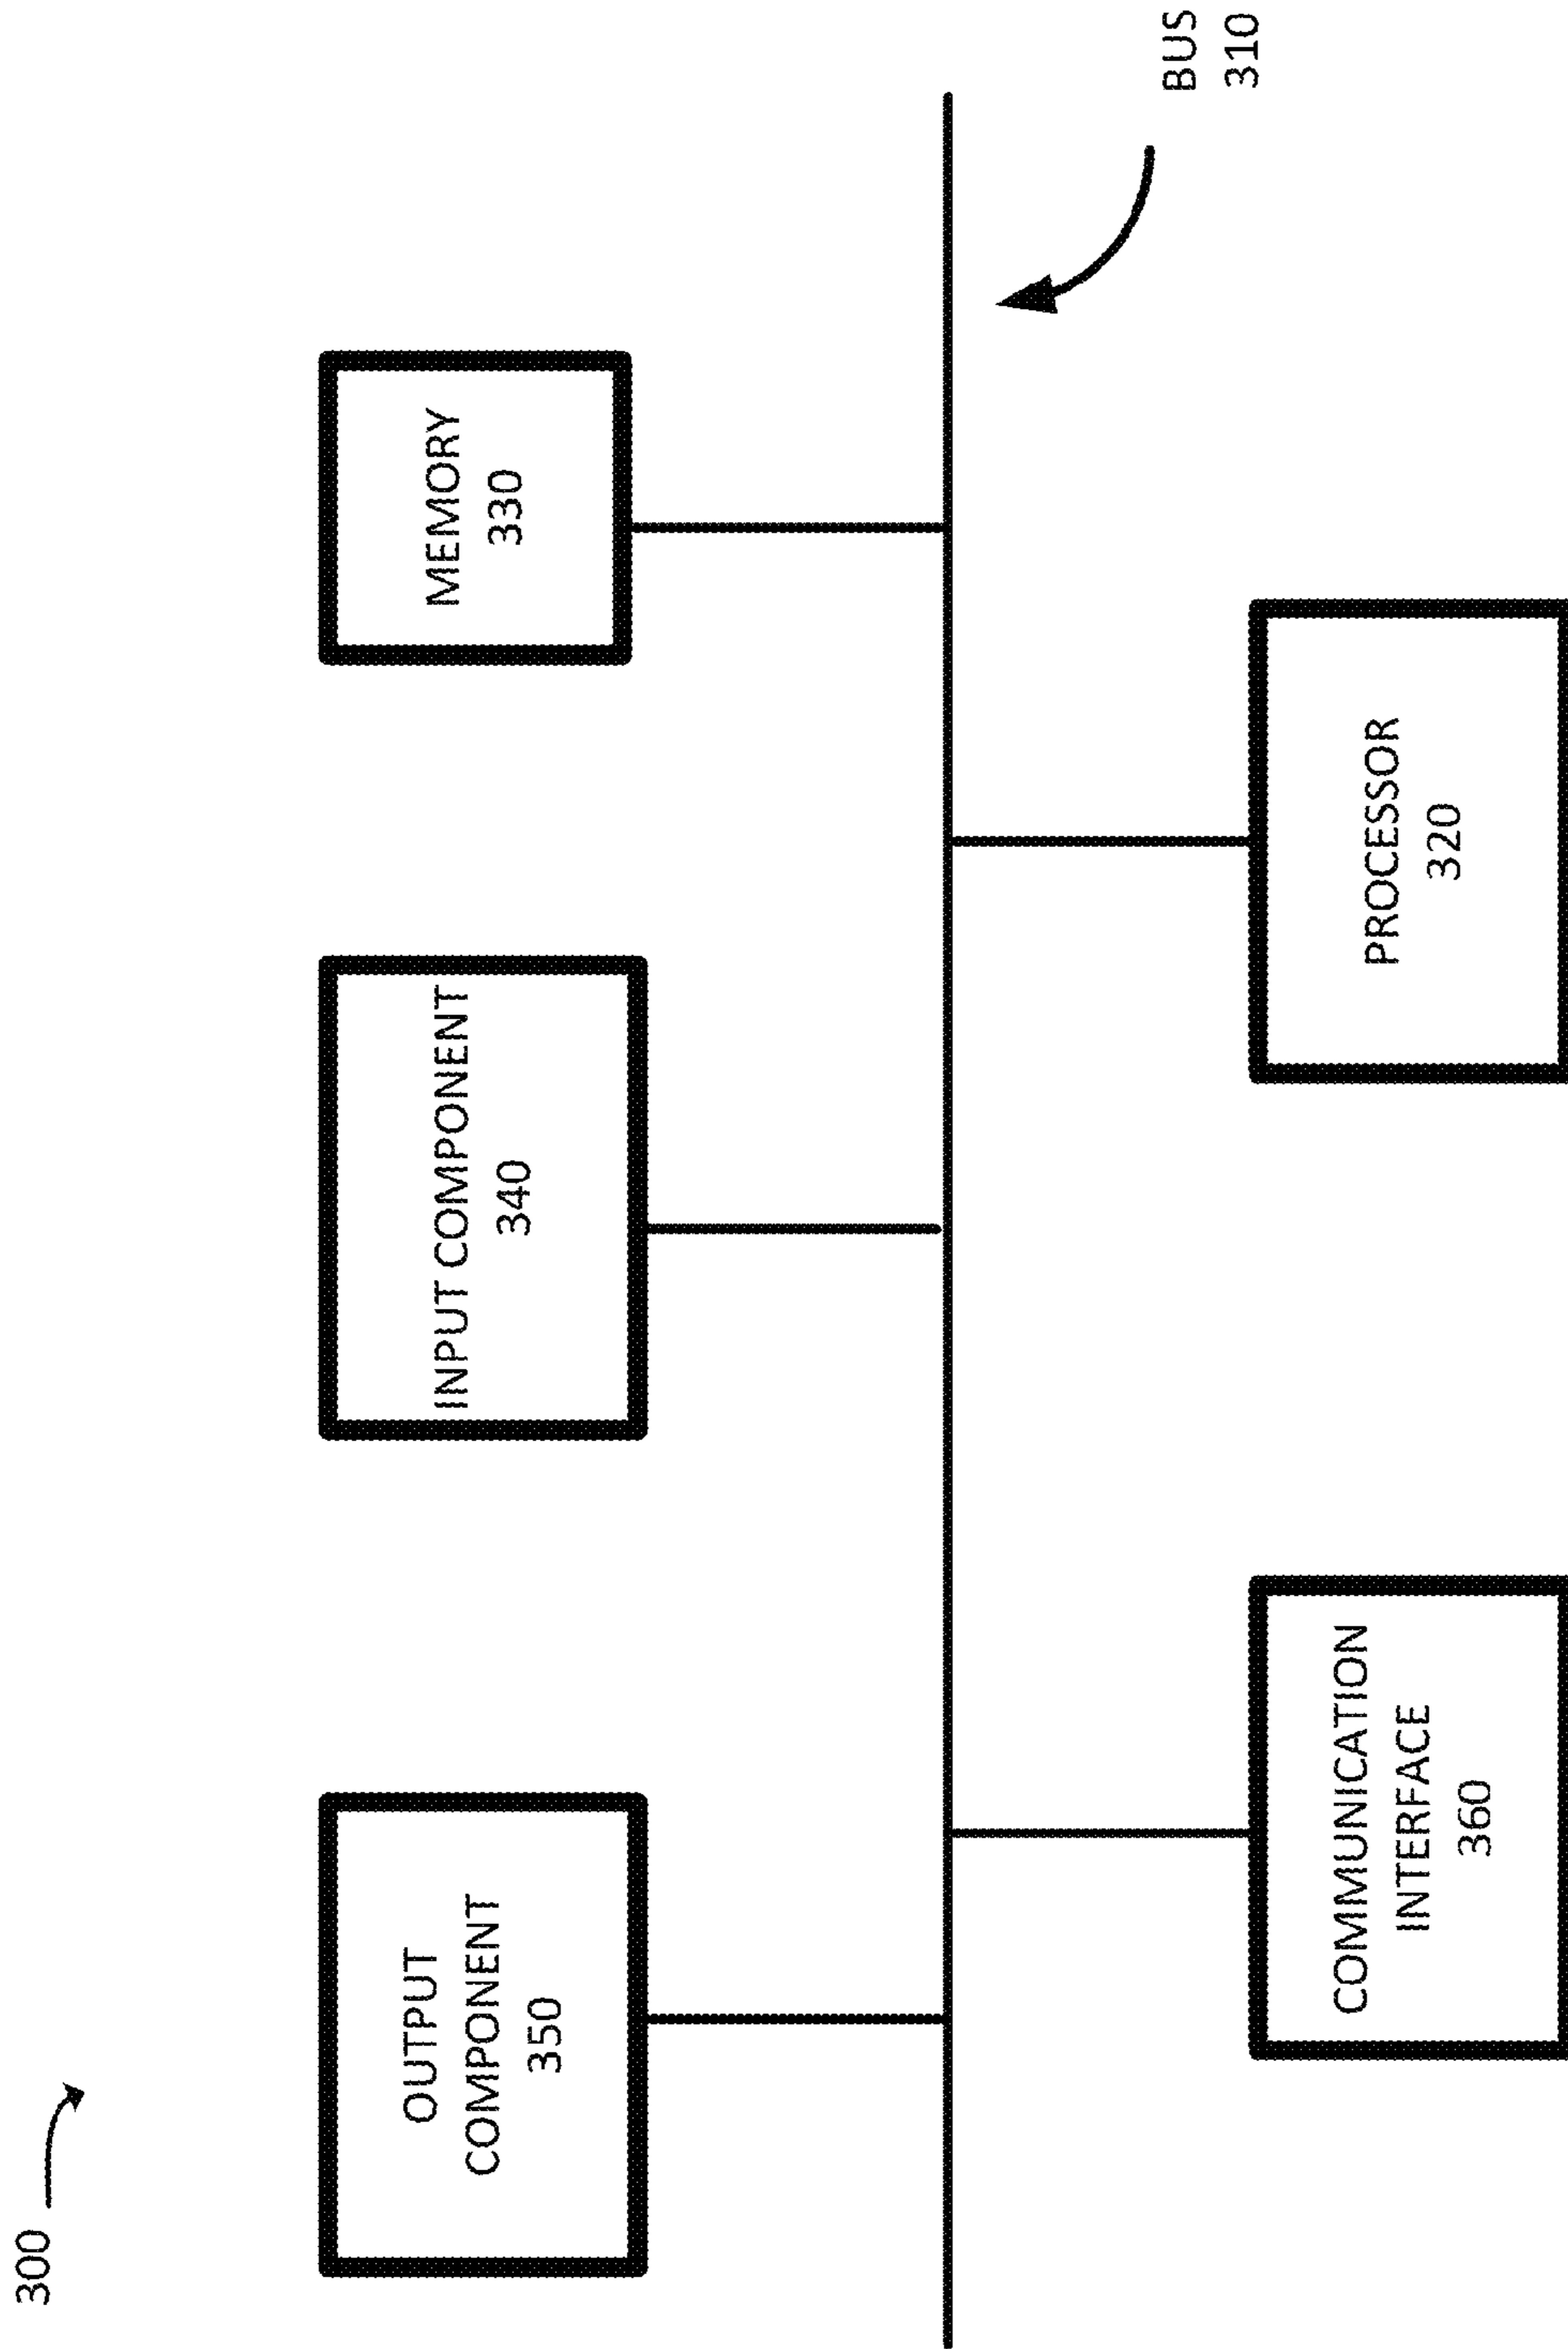 300
OUTPUT
COMPONENT
350
INPUT COMPONENT
340
MEMORY
330
BUS
310
COMMUNICATION
INTERFACE
360
PROCESSOR
320